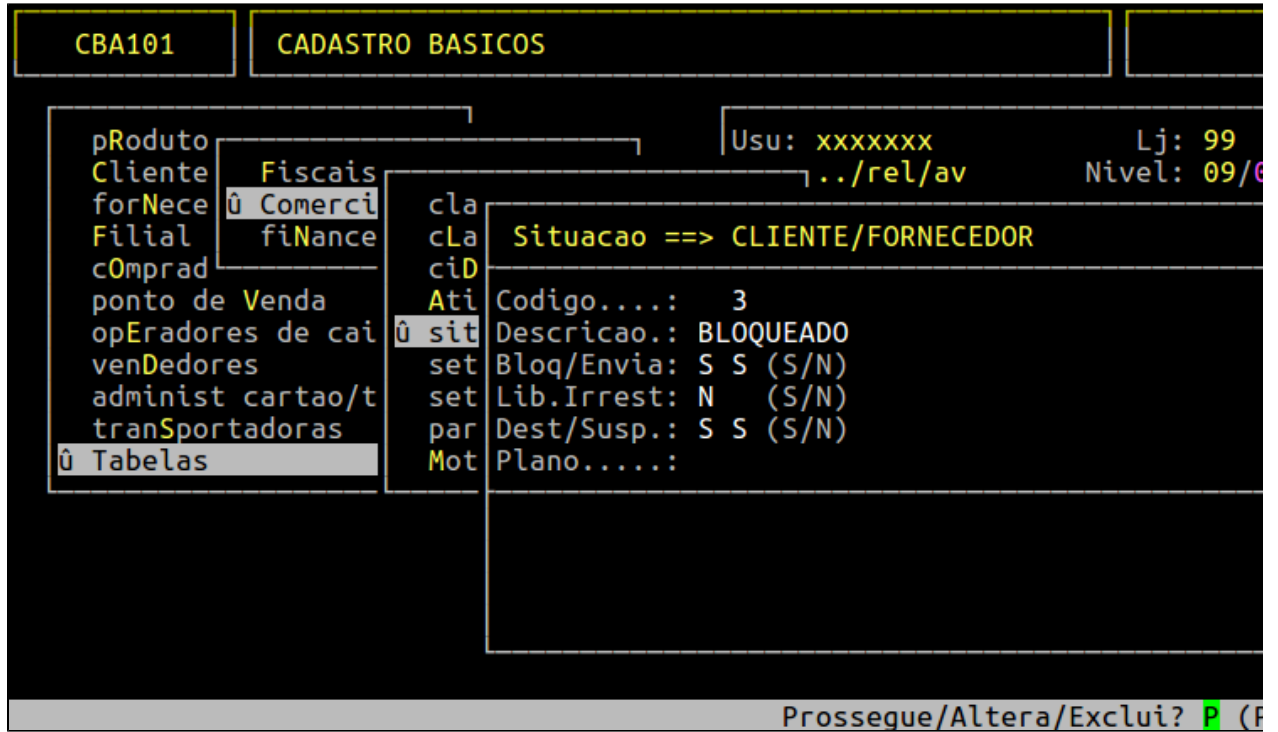 CBA101 CADASTRO BASICOS
pRoduto Usu: xxxxxxx Lj: 99
Cliente Fiscais ../rel/av Nivel: 09/0
forNece û Comerci cla
Filial fiNance cLa Situacao ==> CLIENTE/FORNECEDOR
cOmprad ciD
ponto de Venda Ati Codigo....: 3
opEradores de cai û sit Descricao.: BLOQUEADO
venDedores set Bloq/Envia: S S (S/N)
administ cartao/t set Lib.Irrest: N (S/N)
tranSportadoras par Dest/Susp.: S S (S/N)
û Tabelas Mot Plano.....:
Prossegue/Altera/Exclui? P (P